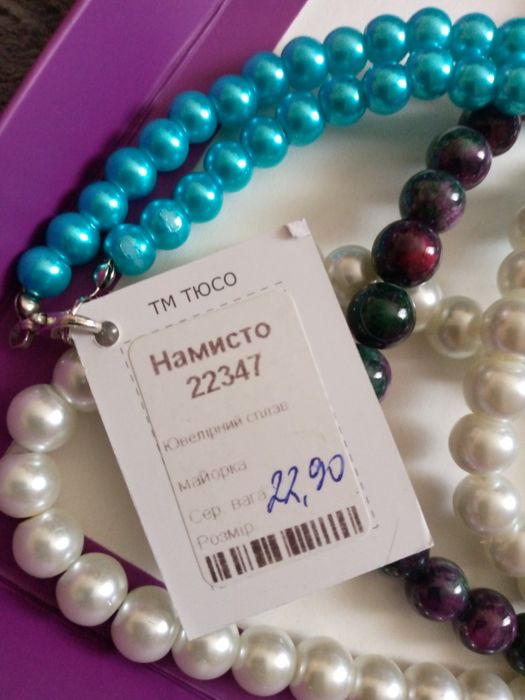 ТМ ТЮСО
Намисто
22347
Ювелірний сплав
майорка
Сер. вага 22,90
Розмір